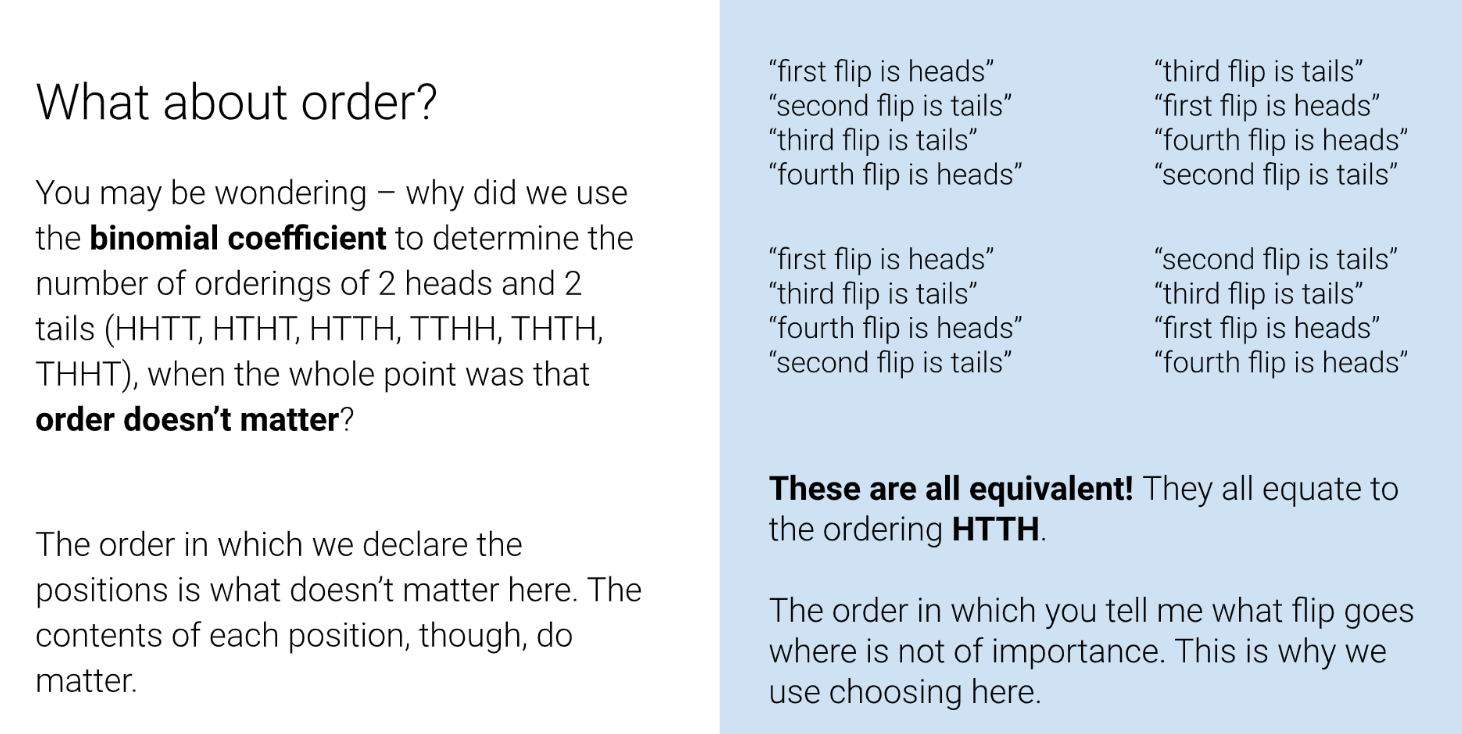 What about order?
You may be wondering – why did we use
the binomial coefficient to determine the
number of orderings of 2 heads and 2
tails (HHTT, HTHT, HTTH, TTHH, THTH,
THHT), when the whole point was that
order doesn’t matter?
The order in which we declare the
positions is what doesn’t matter here. The
contents of each position, though, do
matter.
“first flip is heads”
“second flip is tails”
“third flip is tails”
“fourth flip is heads”
“third flip is tails”
“first flip is heads”
“fourth flip is heads”
“second flip is tails”
“first flip is heads”
“third flip is tails”
“fourth flip is heads”
“second flip is tails”
“second flip is tails”
“third flip is tails”
“first flip is heads”
“fourth flip is heads”
These are all equivalent! They all equate to
the ordering HTTH.
The order in which you tell me what flip goes
where is not of importance. This is why we
use choosing here.